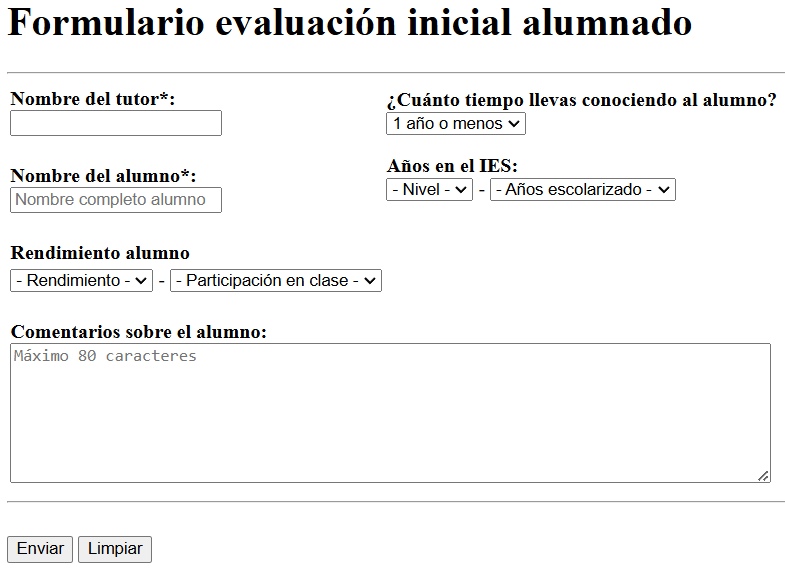 Formulario evaluación inicial alumnado
Nombre del tutor*:
¿Cuánto tiempo llevas conociendo al alumno?
1 año o menos
Nombre del alumno*:
Nombre completo alumno
Años en el IES:
- Nivel - - - Años escolarizado -
Rendimiento alumno
- Rendimiento - - - Participación en clase -
Comentarios sobre el alumno:
Máximo 80 caracteres
Enviar Limpiar